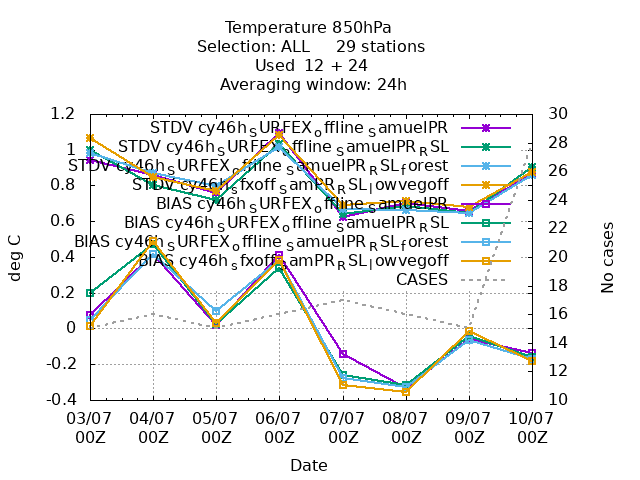 Temperature 850hPa
Selection: ALL     29 stations
Used  12 + 24
Averaging window: 24h
deg C
1.2
1
0.8
0.6
0.4
0.2
0
-0.2
-0.4
STDV cy46h_SURFEX_offline_SamuelPR
STDV cy46h_SURFEX_offline_SamuelPR_RSL
STDV cy46h_SURFEX_offline_SamuelPR_RSL_forest
STDV cy46h_sfxoff_SamPR_RSL_lowvegoff
BIAS cy46h_SURFEX_offline_SamuelPR
BIAS cy46h_SURFEX_offline_SamuelPR_RSL
BIAS cy46h_SURFEX_offline_SamuelPR_RSL_forest
BIAS cy46h_sfxoff_SamPR_RSL_lowvegoff
CASES
30
28
26
24
22
20
18
16
14
12
10
No cases
03/07 04/07 05/07 06/07 07/07 08/07 09/07 10/07
00Z 00Z 00Z 00Z 00Z 00Z 00Z 00Z
Date